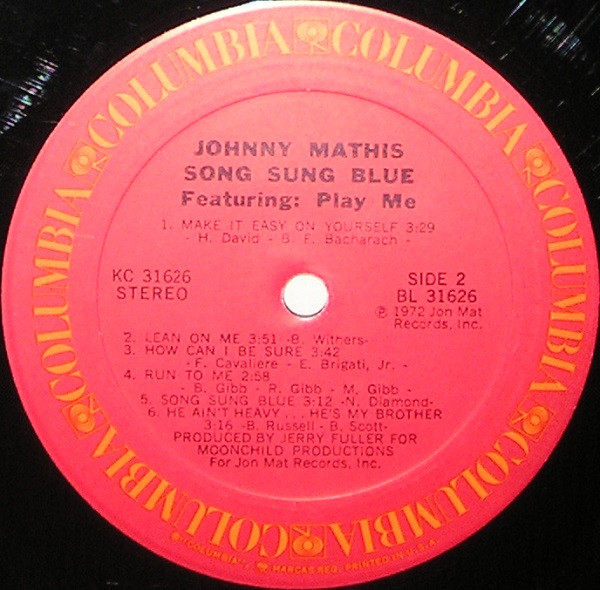 COLUMBIA COLUMBIA COLUMBIA COLUMBIA COLUMBIA COLUMBIA
JOHNNY MATHIS
SONG SUNG BLUE
Featuring: Play Me
1. MAKE IT EASY ON YOURSELF 3:29
- H. David - B. F. Bacharach -
KC 31626
STEREO
SIDE 2
BL 31626
℗ 1972 Jon Mat
Records, Inc.
2. LEAN ON ME 3:51 -B. Withers-
3. HOW CAN I BE SURE 3:42
- F. Cavaliere - E. Brigati, Jr. -
4. RUN TO ME 2:58
- B. Gibb - R. Gibb - M. Gibb -
5. SONG SUNG BLUE 3:12 -N. Diamond-
6. HE AIN'T HEAVY . . . HE'S MY BROTHER
3:16 -B. Russell - B. Scott-
PRODUCED BY JERRY FULLER FOR
MOONCHILD PRODUCTIONS
For Jon Mat Records, Inc.
® "COLUMBIA", MARCAS REG. PRINTED IN U.S.A.